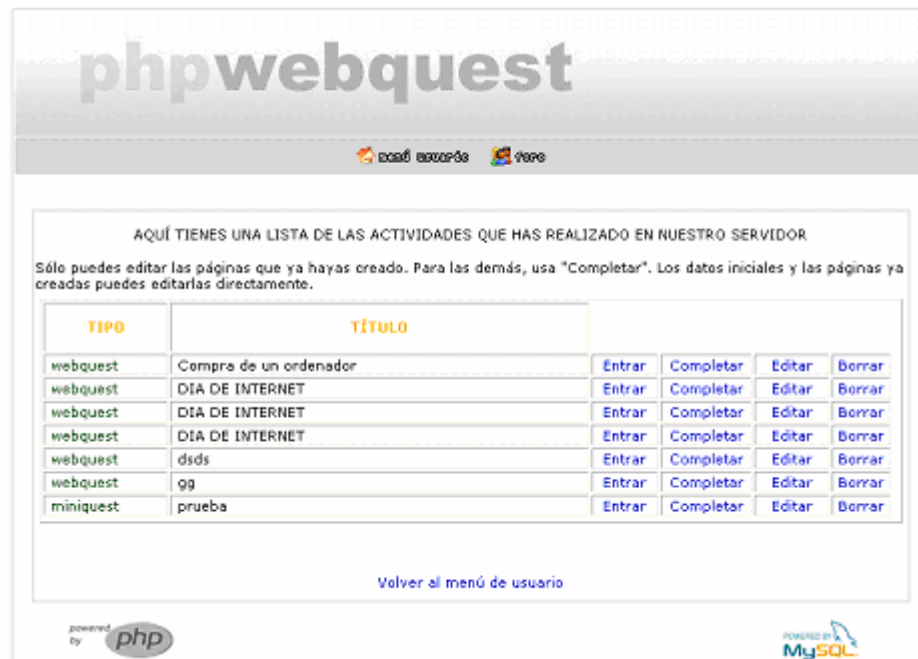 phpwebquest
menú usuario foro
AQUÍ TIENES UNA LISTA DE LAS ACTIVIDADES QUE HAS REALIZADO EN NUESTRO SERVIDOR
Sólo puedes editar las páginas que ya hayas creado. Para las demás, usa "Completar". Los datos iniciales y las páginas ya
creadas puedes editarlas directamente.
TIPO TÍTULO
webquest Compra de un ordenador Entrar Completar Editar Borrar
webquest DIA DE INTERNET Entrar Completar Editar Borrar
webquest DIA DE INTERNET Entrar Completar Editar Borrar
webquest DIA DE INTERNET Entrar Completar Editar Borrar
webquest dsds Entrar Completar Editar Borrar
webquest gg Entrar Completar Editar Borrar
miniquest prueba Entrar Completar Editar Borrar
Volver al menú de usuario
powered
by php
POWERED BY
MySQL